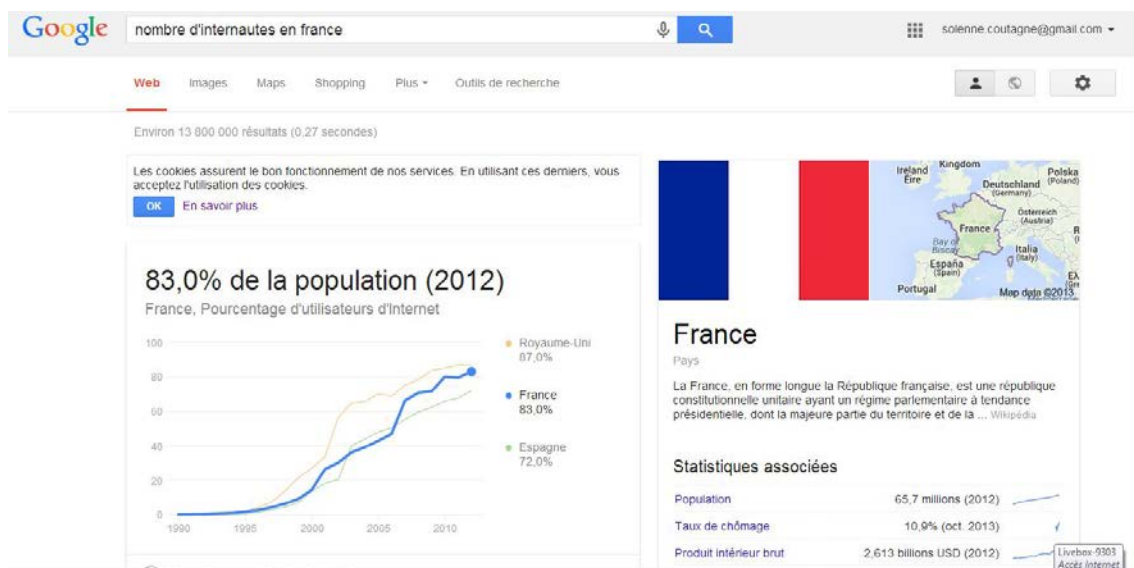 Google nombre d'internautes en france solenne.coutagne@gmail.com
Web Images Maps Shopping Plus Outils de recherche
Environ 13 800 000 résultats (0,27 secondes)
Les cookies assurent le bon fonctionnement de nos services. En utilisant ces derniers, vous
acceptez l'utilisation des cookies.
OK En savoir plus
83,0% de la population (2012)
France, Pourcentage d'utilisateurs d'Internet
100
80
60
40
20
0
1990 1995 2000 2005 2010
Royaume-Uni
87,0%
France
83,0%
Espagne
72,0%
Ireland
Éire
Kingdom
Deutschland
(Germany)
Polska
(Poland)
Österreich
(Austria)
France
Bay of
Biscay
Italia
(Italy)
España
(Spain)
Portugal
Map data ©2013
France
Pays
La France, en forme longue la République française, est une république
constitutionnelle unitaire ayant un régime parlementaire à tendance
présidentielle, dont la majeure partie du territoire et de la ... Wikipédia
Statistiques associées
Population 65,7 millions (2012)
Taux de chômage 10,9% (oct. 2013)
Produit intérieur brut 2,613 billions USD (2012)
Livebox-9303
Accès Internet